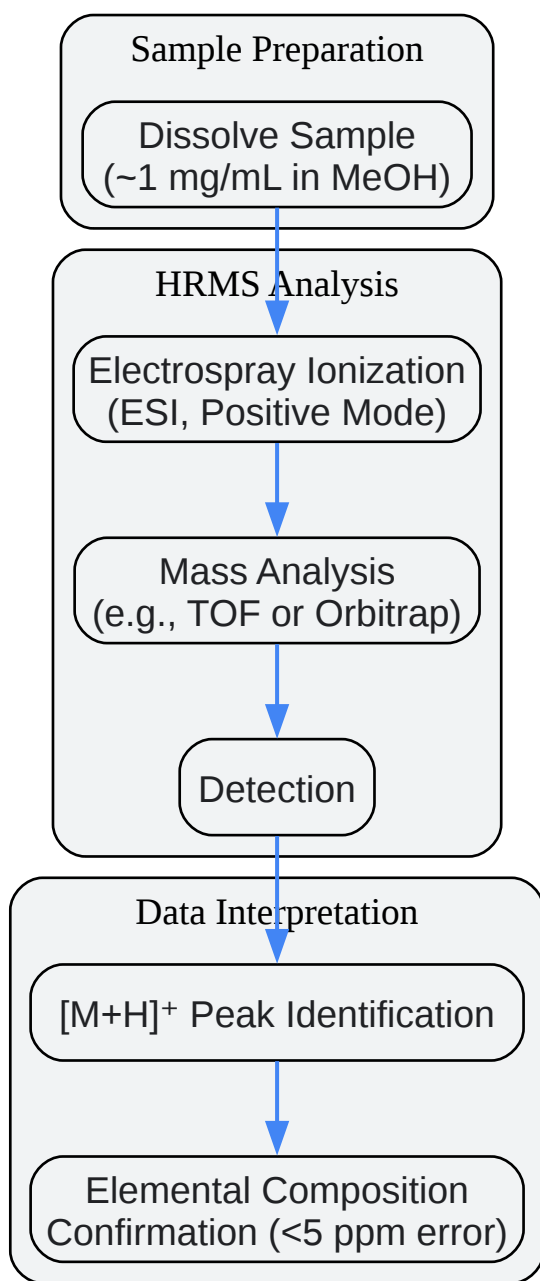 Sample Preparation
Dissolve Sample
(~1 mg/mL in MeOH)
HRMS Analysis
Electrospray Ionization
(ESI, Positive Mode)
Mass Analysis
(e.g., TOF or Orbitrap)
Detection
Data Interpretation
[M+H]⁺ Peak Identification
Elemental Composition
Confirmation (<5 ppm error)